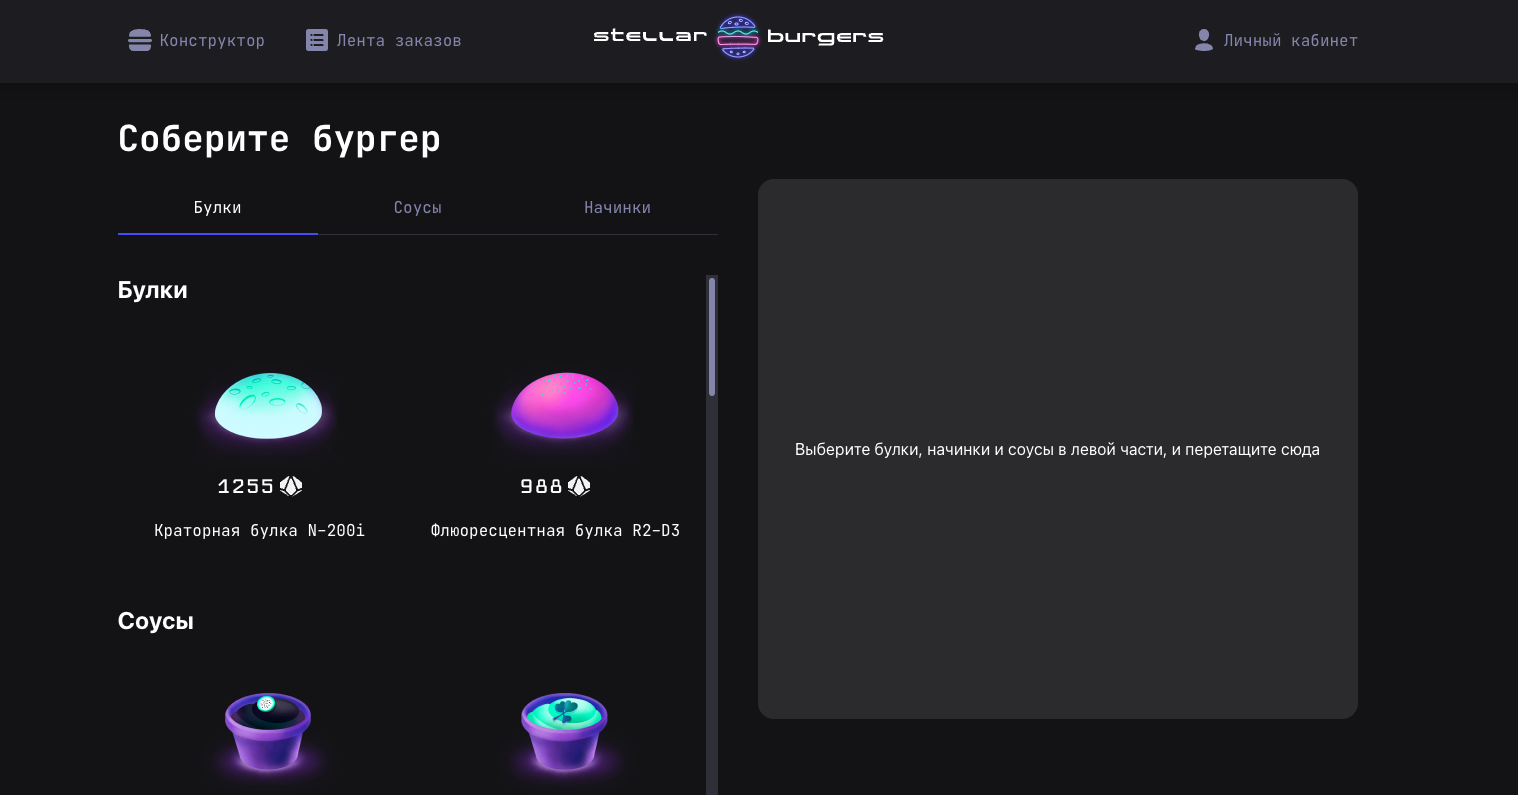 Конструктор
Лента заказов
stellar burgers
Личный кабинет
Соберите бургер
Булки
Соусы
Начинки
Булки
1255
988
Краторная булка N-200i
Флюоресцентная булка R2-D3
Соусы
Выберите булки, начинки и соусы в левой части, и перетащите сюда